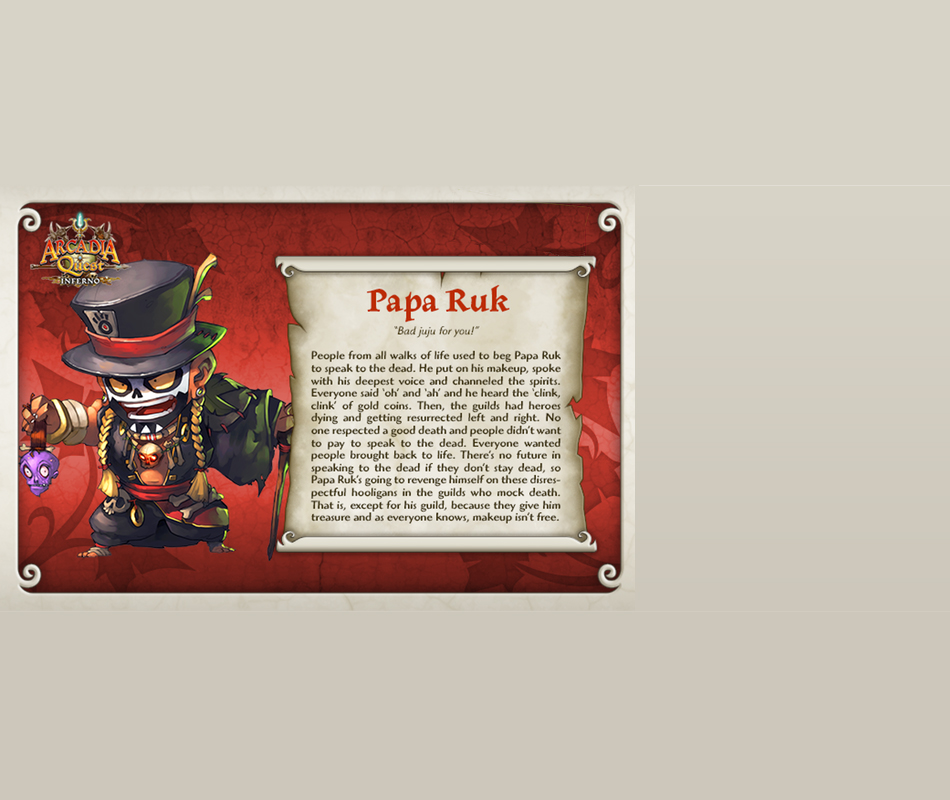 ARCADIA
Quest
INFERNO
Papa Ruk
"Bad juju for you!"
People from all walks of life used to beg Papa Ruk
to speak to the dead. He put on his makeup, spoke
with his deepest voice and channeled the spirits.
Everyone said 'oh' and 'ah' and he heard the 'clink,
clink' of gold coins. Then, the guilds had heroes
dying and getting resurrected left and right. No
one respected a good death and people didn't want
to pay to speak to the dead. Everyone wanted
people brought back to life. There's no future in
speaking to the dead if they don't stay dead, so
Papa Ruk's going to revenge himself on these disres-
pectful hooligans in the guilds who mock death.
That is, except for his guild, because they give him
treasure and as everyone knows, makeup isn't free.